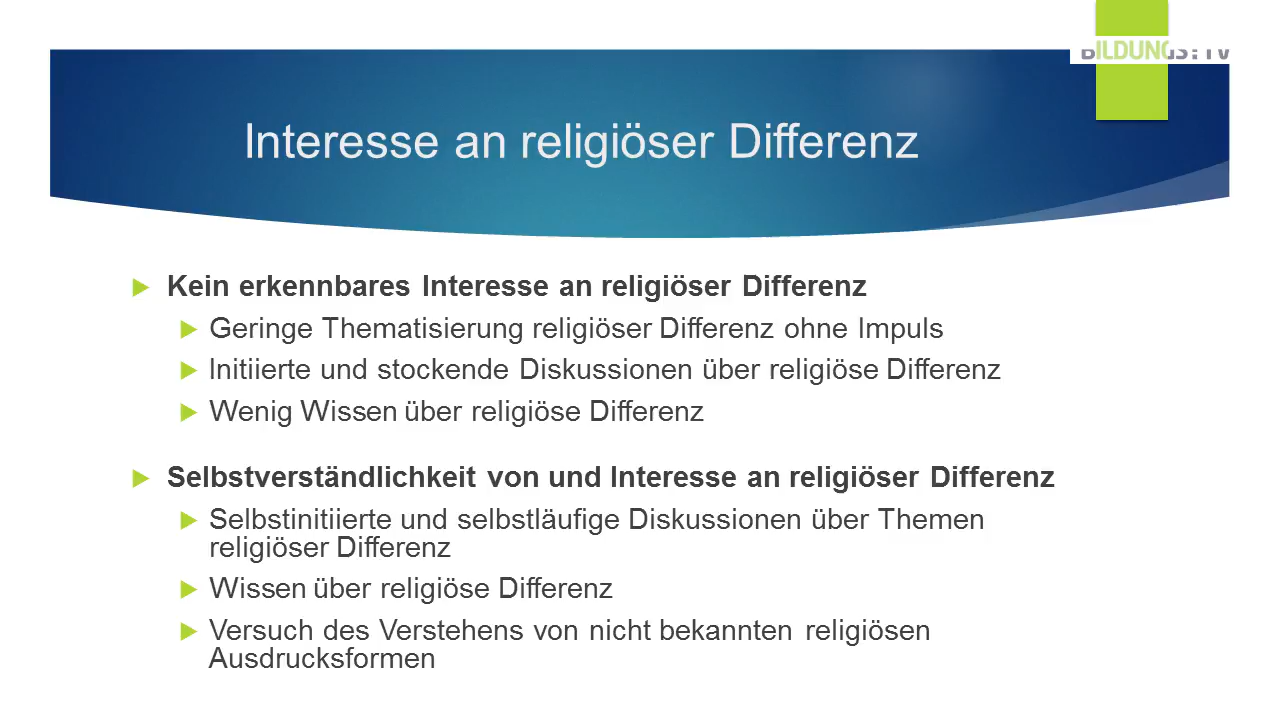 BILDUNGS:TV
Interesse an religiöser Differenz
Kein erkennbares Interesse an religiöser Differenz
Geringe Thematisierung religiöser Differenz ohne Impuls
Initiierte und stockende Diskussionen über religiöse Differenz
Wenig Wissen über religiöse Differenz
Selbstverständlichkeit von und Interesse an religiöser Differenz
Selbstinitiierte und selbstläufige Diskussionen über Themen
religiöser Differenz
Wissen über religiöse Differenz
Versuch des Verstehens von nicht bekannten religiösen
Ausdrucksformen